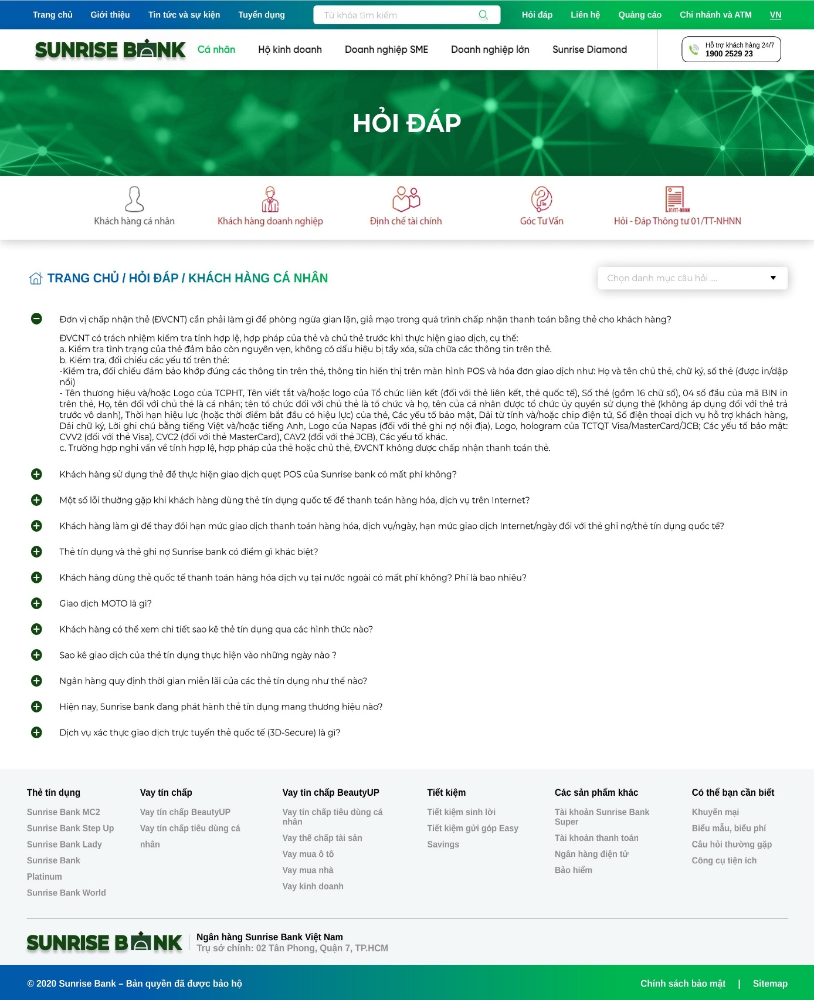 Trang chủ Giới thiệu Tin tức và sự kiện Tuyển dụng Từ khóa tìm kiếm Hỏi đáp Liên hệ Quảng cáo Chi nhánh và ATM VN
SUNRISE BANK Cá nhân Hộ kinh doanh Doanh nghiệp SME Doanh nghiệp lớn Sunrise Diamond Hỗ trợ khách hàng 24/7
1900 2529 23
HỎI ĐÁP
01/TT-NHNN
Khách hàng cá nhân Khách hàng doanh nghiệp Định chế tài chính Góc Tư Vấn Hỏi - Đáp Thông tư 01/TT-NHNN
TRANG CHỦ / HỎI ĐÁP / KHÁCH HÀNG CÁ NHÂN Chọn danh mục câu hỏi ....
Đơn vị chấp nhận thẻ (ĐVCNT) cần phải làm gì để phòng ngừa gian lận, giả mạo trong quá trình chấp nhận thanh toán bằng thẻ cho khách hàng?
ĐVCNT có trách nhiệm kiểm tra tính hợp lệ, hợp pháp của thẻ và chủ thẻ trước khi thực hiện giao dịch, cụ thể:
a. Kiểm tra tình trạng của thẻ đảm bảo còn nguyên vẹn, không có dấu hiệu bị tẩy xóa, sửa chữa các thông tin trên thẻ.
b. Kiểm tra, đối chiếu các yếu tố trên thẻ:
-Kiểm tra, đối chiếu đảm bảo khớp đúng các thông tin trên thẻ, thông tin hiển thị trên màn hình POS và hóa đơn giao dịch như: Họ và tên chủ thẻ, chữ ký, số thẻ (được in/dập
nổi)
- Tên thương hiệu và/hoặc Logo của TCPHT, Tên viết tắt và/hoặc logo của Tổ chức liên kết (đối với thẻ liên kết, thẻ quốc tế), Số thẻ (gồm 16 chữ số), 04 số đầu của mã BIN in
trên thẻ, Họ, tên đối với chủ thẻ là cá nhân; tên tổ chức đối với chủ thẻ là tổ chức và họ, tên của cá nhân được tổ chức ủy quyền sử dụng thẻ (không áp dụng đối với thẻ trả
trước vô danh), Thời hạn hiệu lực (hoặc thời điểm bắt đầu có hiệu lực) của thẻ, Các yếu tố bảo mật, Dải từ tính và/hoặc chip điện tử, Số điện thoại dịch vụ hỗ trợ khách hàng,
Dải chữ ký, Lời ghi chú bằng tiếng Việt và/hoặc tiếng Anh, Logo của Napas (đối với thẻ ghi nợ nội địa), Logo, hologram của TCTQT Visa/MasterCard/JCB; Các yếu tố bảo mật:
CVV2 (đối với thẻ Visa), CVC2 (đối với thẻ MasterCard), CAV2 (đối với thẻ JCB), Các yếu tố khác.
c. Trường hợp nghi vấn về tính hợp lệ, hợp pháp của thẻ hoặc chủ thẻ, ĐVCNT không được chấp nhận thanh toán thẻ.
Khách hàng sử dụng thẻ để thực hiện giao dịch quẹt POS của Sunrise bank có mất phí không?
Một số lỗi thường gặp khi khách hàng dùng thẻ tín dụng quốc tế để thanh toán hàng hóa, dịch vụ trên Internet?
Khách hàng làm gì để thay đổi hạn mức giao dịch thanh toán hàng hóa, dịch vụ/ngày, hạn mức giao dịch Internet/ngày đối với thẻ ghi nợ/thẻ tín dụng quốc tế?
Thẻ tín dụng và thẻ ghi nợ Sunrise bank có điểm gì khác biệt?
Khách hàng dùng thẻ quốc tế thanh toán hàng hóa dịch vụ tại nước ngoài có mất phí không? Phí là bao nhiêu?
Giao dịch MOTO là gì?
Khách hàng có thể xem chi tiết sao kê thẻ tín dụng qua các hình thức nào?
Sao kê giao dịch của thẻ tín dụng thực hiện vào những ngày nào ?
Ngân hàng quy định thời gian miễn lãi của các thẻ tín dụng như thế nào?
Hiện nay, Sunrise bank đang phát hành thẻ tín dụng mang thương hiệu nào?
Dịch vụ xác thực giao dịch trực tuyến thẻ quốc tế (3D-Secure) là gì?
Thẻ tín dụng
Sunrise Bank MC2
Sunrise Bank Step Up
Sunrise Bank Lady
Sunrise Bank
Platinum
Sunrise Bank World
Vay tín chấp
Vay tín chấp BeautyUP
Vay tín chấp tiêu dùng cá
nhân
Vay tín chấp BeautyUP
Vay tín chấp tiêu dùng cá
nhân
Vay thế chấp tài sản
Vay mua ô tô
Vay mua nhà
Vay kinh doanh
Tiết kiệm
Tiết kiệm sinh lời
Tiết kiệm gửi góp Easy
Savings
Các sản phẩm khác
Tài khoản Sunrise Bank
Super
Tài khoản thanh toán
Ngân hàng điện tử
Bảo hiểm
Có thể bạn cần biết
Khuyến mại
Biểu mẫu, biểu phí
Câu hỏi thường gặp
Công cụ tiện ích
SUNRISE BANK
Ngân hàng Sunrise Bank Việt Nam
Trụ sở chính: 02 Tân Phong, Quận 7, TP.HCM
© 2020 Sunrise Bank – Bản quyền đã được bảo hộ Chính sách bảo mật | Sitemap